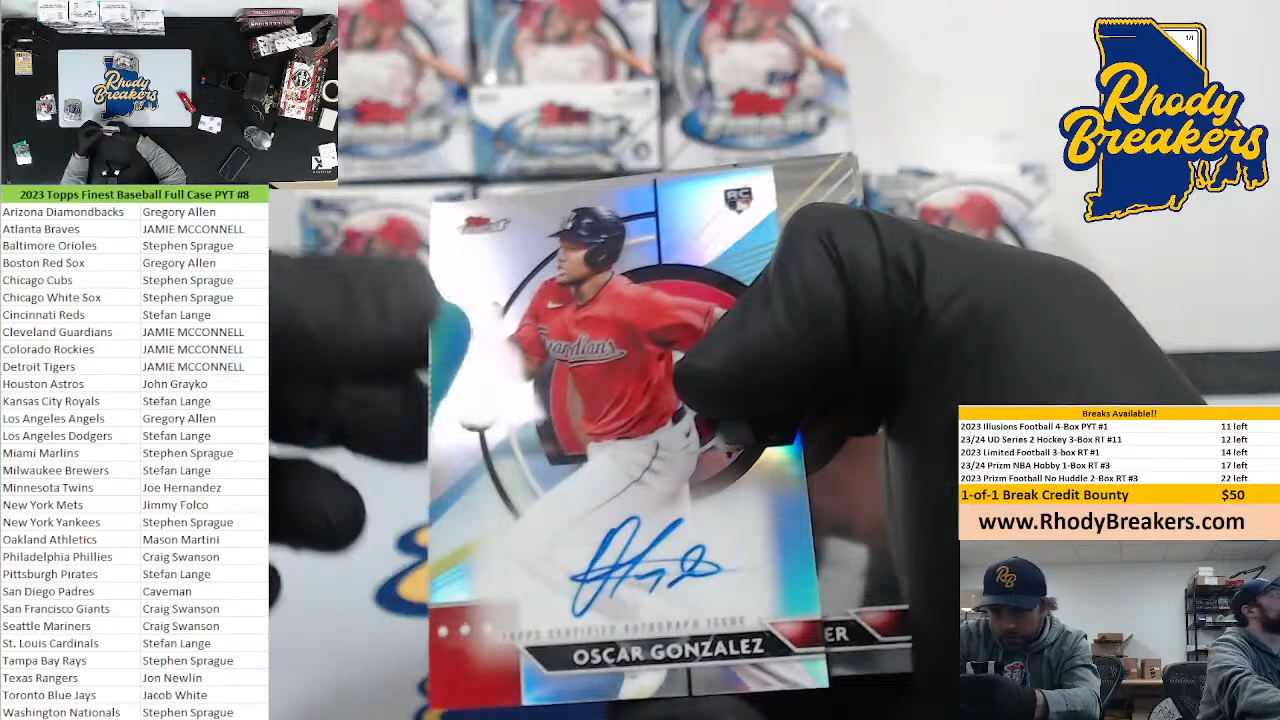 Rhody
Breakers
2023 Topps Finest Baseball Full Case PYT #8
Arizona Diamondbacks Gregory Allen
Atlanta Braves JAMIE MCCONNELL
Baltimore Orioles Stephen Sprague
Boston Red Sox Gregory Allen
Chicago Cubs Stephen Sprague
Chicago White Sox Stephen Sprague
Cincinnati Reds Stefan Lange
Cleveland Guardians JAMIE MCCONNELL
Colorado Rockies JAMIE MCCONNELL
Detroit Tigers JAMIE MCCONNELL
Houston Astros John Grayko
Kansas City Royals Stefan Lange
Los Angeles Angels Gregory Allen
Los Angeles Dodgers Stefan Lange
Miami Marlins Stephen Sprague
Milwaukee Brewers Stefan Lange
Minnesota Twins Joe Hernandez
New York Mets Jimmy Folco
New York Yankees Stephen Sprague
Oakland Athletics Mason Martini
Philadelphia Phillies Craig Swanson
Pittsburgh Pirates Stefan Lange
San Diego Padres Caveman
San Francisco Giants Craig Swanson
Seattle Mariners Craig Swanson
St. Louis Cardinals Stefan Lange
Tampa Bay Rays Stephen Sprague
Texas Rangers Jon Newlin
Toronto Blue Jays Jacob White
Washington Nationals Stephen Sprague
RC
Guardians
TOPPS CERTIFIED AUTOGRAPH ISSUE
OSCAR GONZALEZ
ER
1/1
Rhody
Breakers
Breaks Available!!
2023 Illusions Football 4-Box PYT #1 11 left
23/24 UD Series 2 Hockey 3-Box RT #11 12 left
2023 Limited Football 3-box RT #1 14 left
23/24 Prizm NBA Hobby 1-Box RT #3 17 left
2023 Prizm Football No Huddle 2-Box RT #3 22 left
1-of-1 Break Credit Bounty $50
www.RhodyBreakers.com
RB